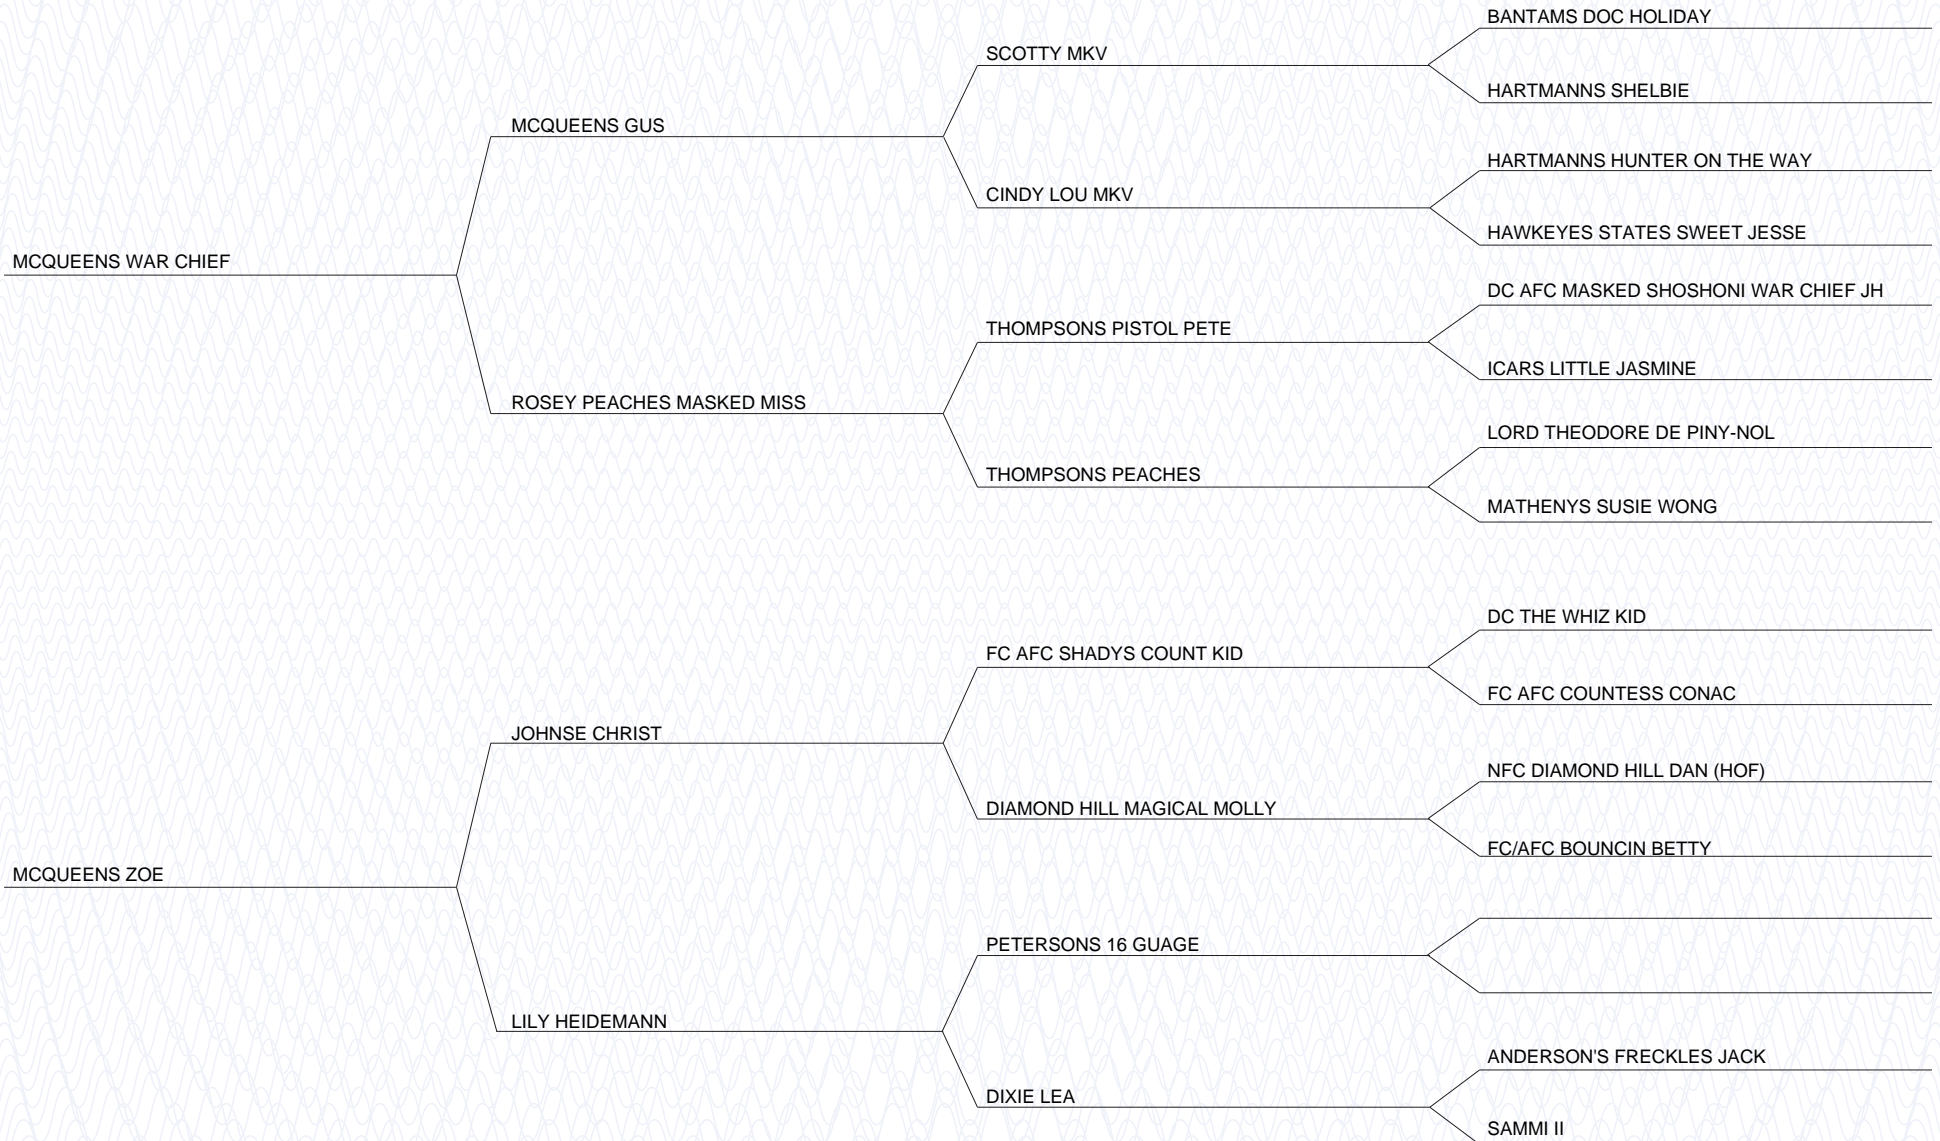 BANTAMS DOC HOLIDAY
SCOTTY MKV
HARTMANNS SHELBIE
MCQUEENS GUS
HARTMANNS HUNTER ON THE WAY
CINDY LOU MKV
HAWKEYES STATES SWEET JESSE
MCQUEENS WAR CHIEF
DC AFC MASKED SHOSHONI WAR CHIEF JH
THOMPSONS PISTOL PETE
ICARS LITTLE JASMINE
ROSEY PEACHES MASKED MISS
LORD THEODORE DE PINY-NOL
THOMPSONS PEACHES
MATHENYS SUSIE WONG
DC THE WHIZ KID
FC AFC SHADYS COUNT KID
FC AFC COUNTESS CONAC
JOHNSE CHRIST
NFC DIAMOND HILL DAN (HOF)
DIAMOND HILL MAGICAL MOLLY
FC/AFC BOUNCIN BETTY
MCQUEENS ZOE
PETERSONS 16 GUAGE
LILY HEIDEMANN
ANDERSON'S FRECKLES JACK
DIXIE LEA
SAMMI II